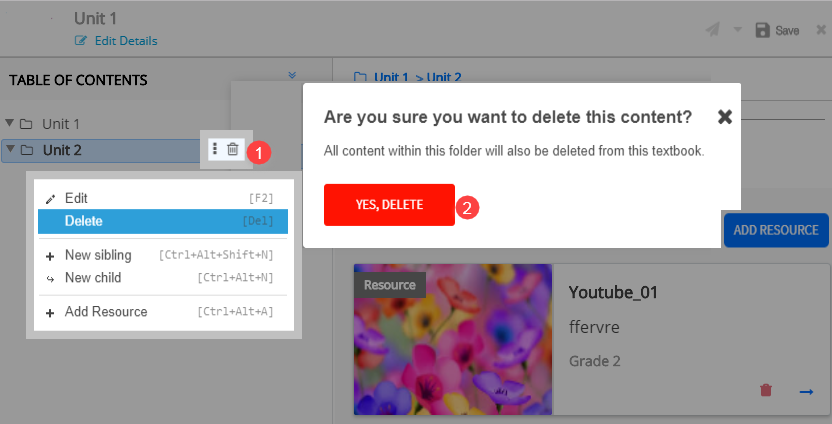 Unit 1
Edit Details
Save
TABLE OF CONTENTS
Unit 1 > Unit 2
Unit 1
Unit 2
1
Edit [F2]
Delete [Del]
New sibling [Ctrl+Alt+Shift+N]
New child [Ctrl+Alt+N]
Add Resource [Ctrl+Alt+A]
Are you sure you want to delete this content?
All content within this folder will also be deleted from this textbook.
YES, DELETE
2
ADD RESOURCE
Resource
Youtube_01
ffervre
Grade 2